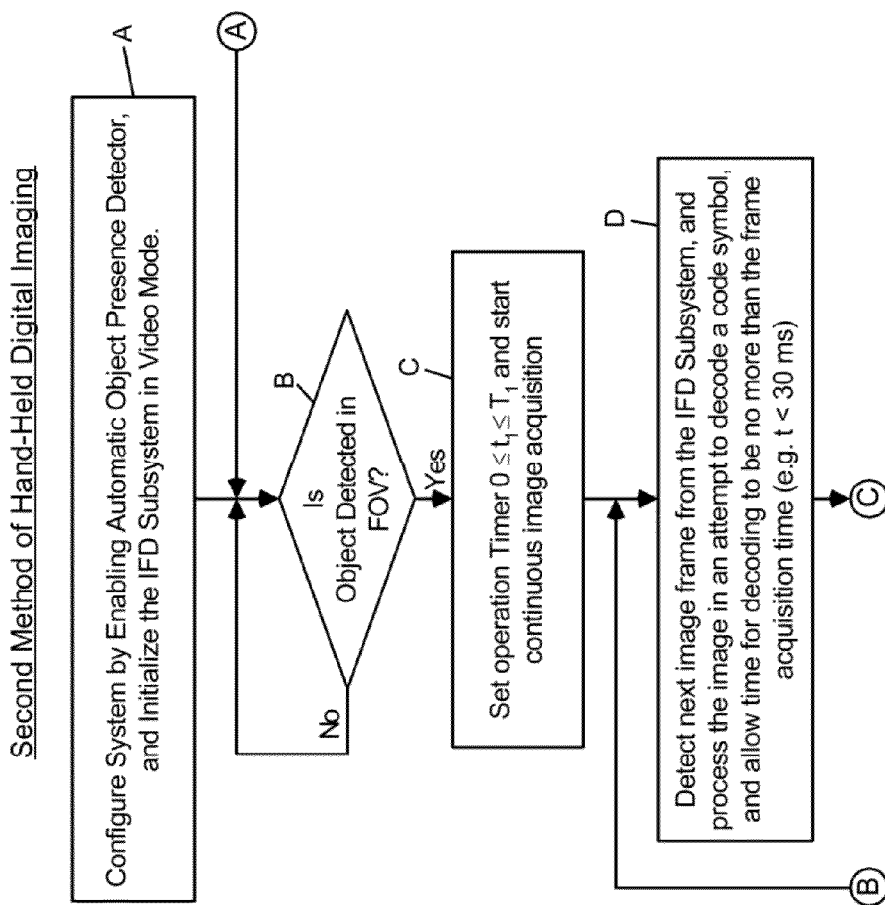 Second Method of Hand-Held Digital Imaging
A
Configure System by Enabling Automatic Object Presence Detector,
and Initialize the IFD Subsystem in Video Mode.
A
B
Is
Object Detected in
FOV?
No
Yes
C
Set operation Timer 0 ≤ t₁ ≤ T₁ and start
continuous image acquisition
D
Detect next image frame from the IFD Subsystem, and
process the image in an attempt to decode a code symbol,
and allow time for decoding to be no more than the frame
acquisition time (e.g. t < 30 ms)
B
C